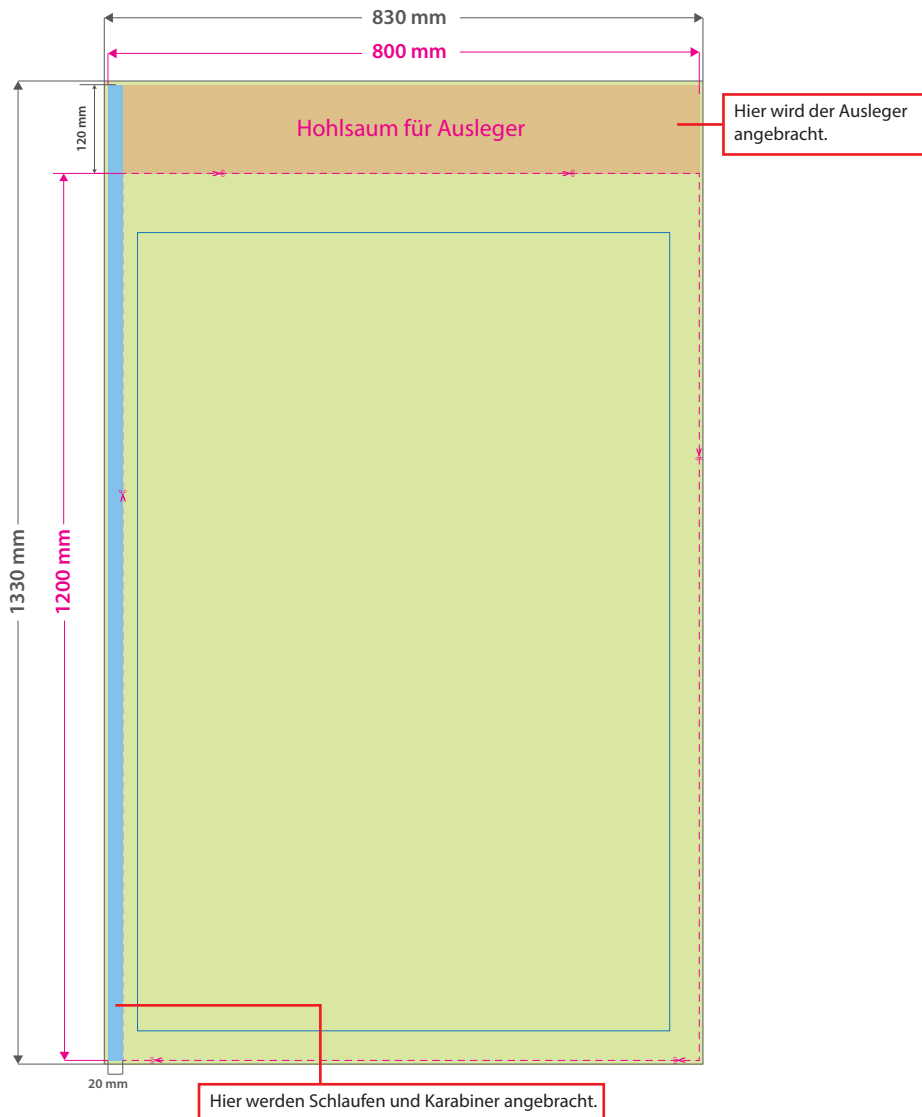 830 mm
800 mm
120 mm
Hohlsaum für Ausleger
Hier wird der Ausleger
angebracht.
1330 mm
1200 mm
20 mm
Hier werden Schlaufen und Karabiner angebracht.